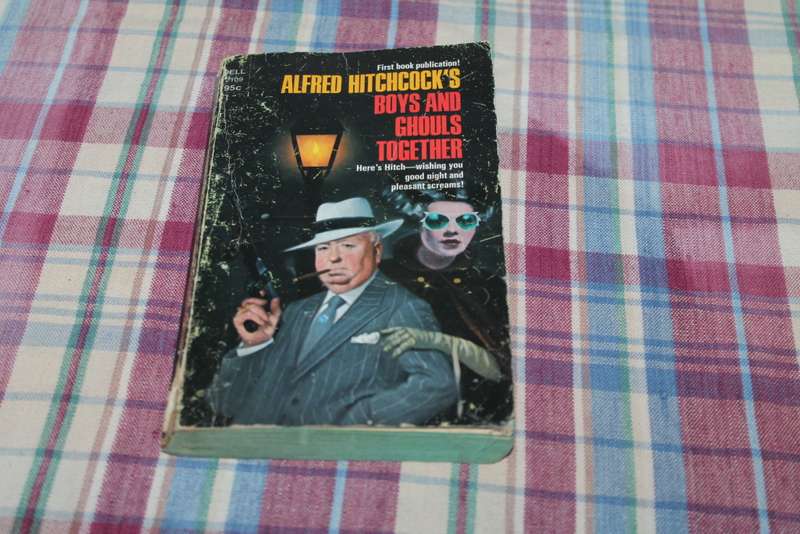 First book publication!
DELL
95c
ALFRED HITCHCOCK'S
BOYS AND
GHOULS
TOGETHER
Here's Hitch—wishing you
good night and
pleasant screams!